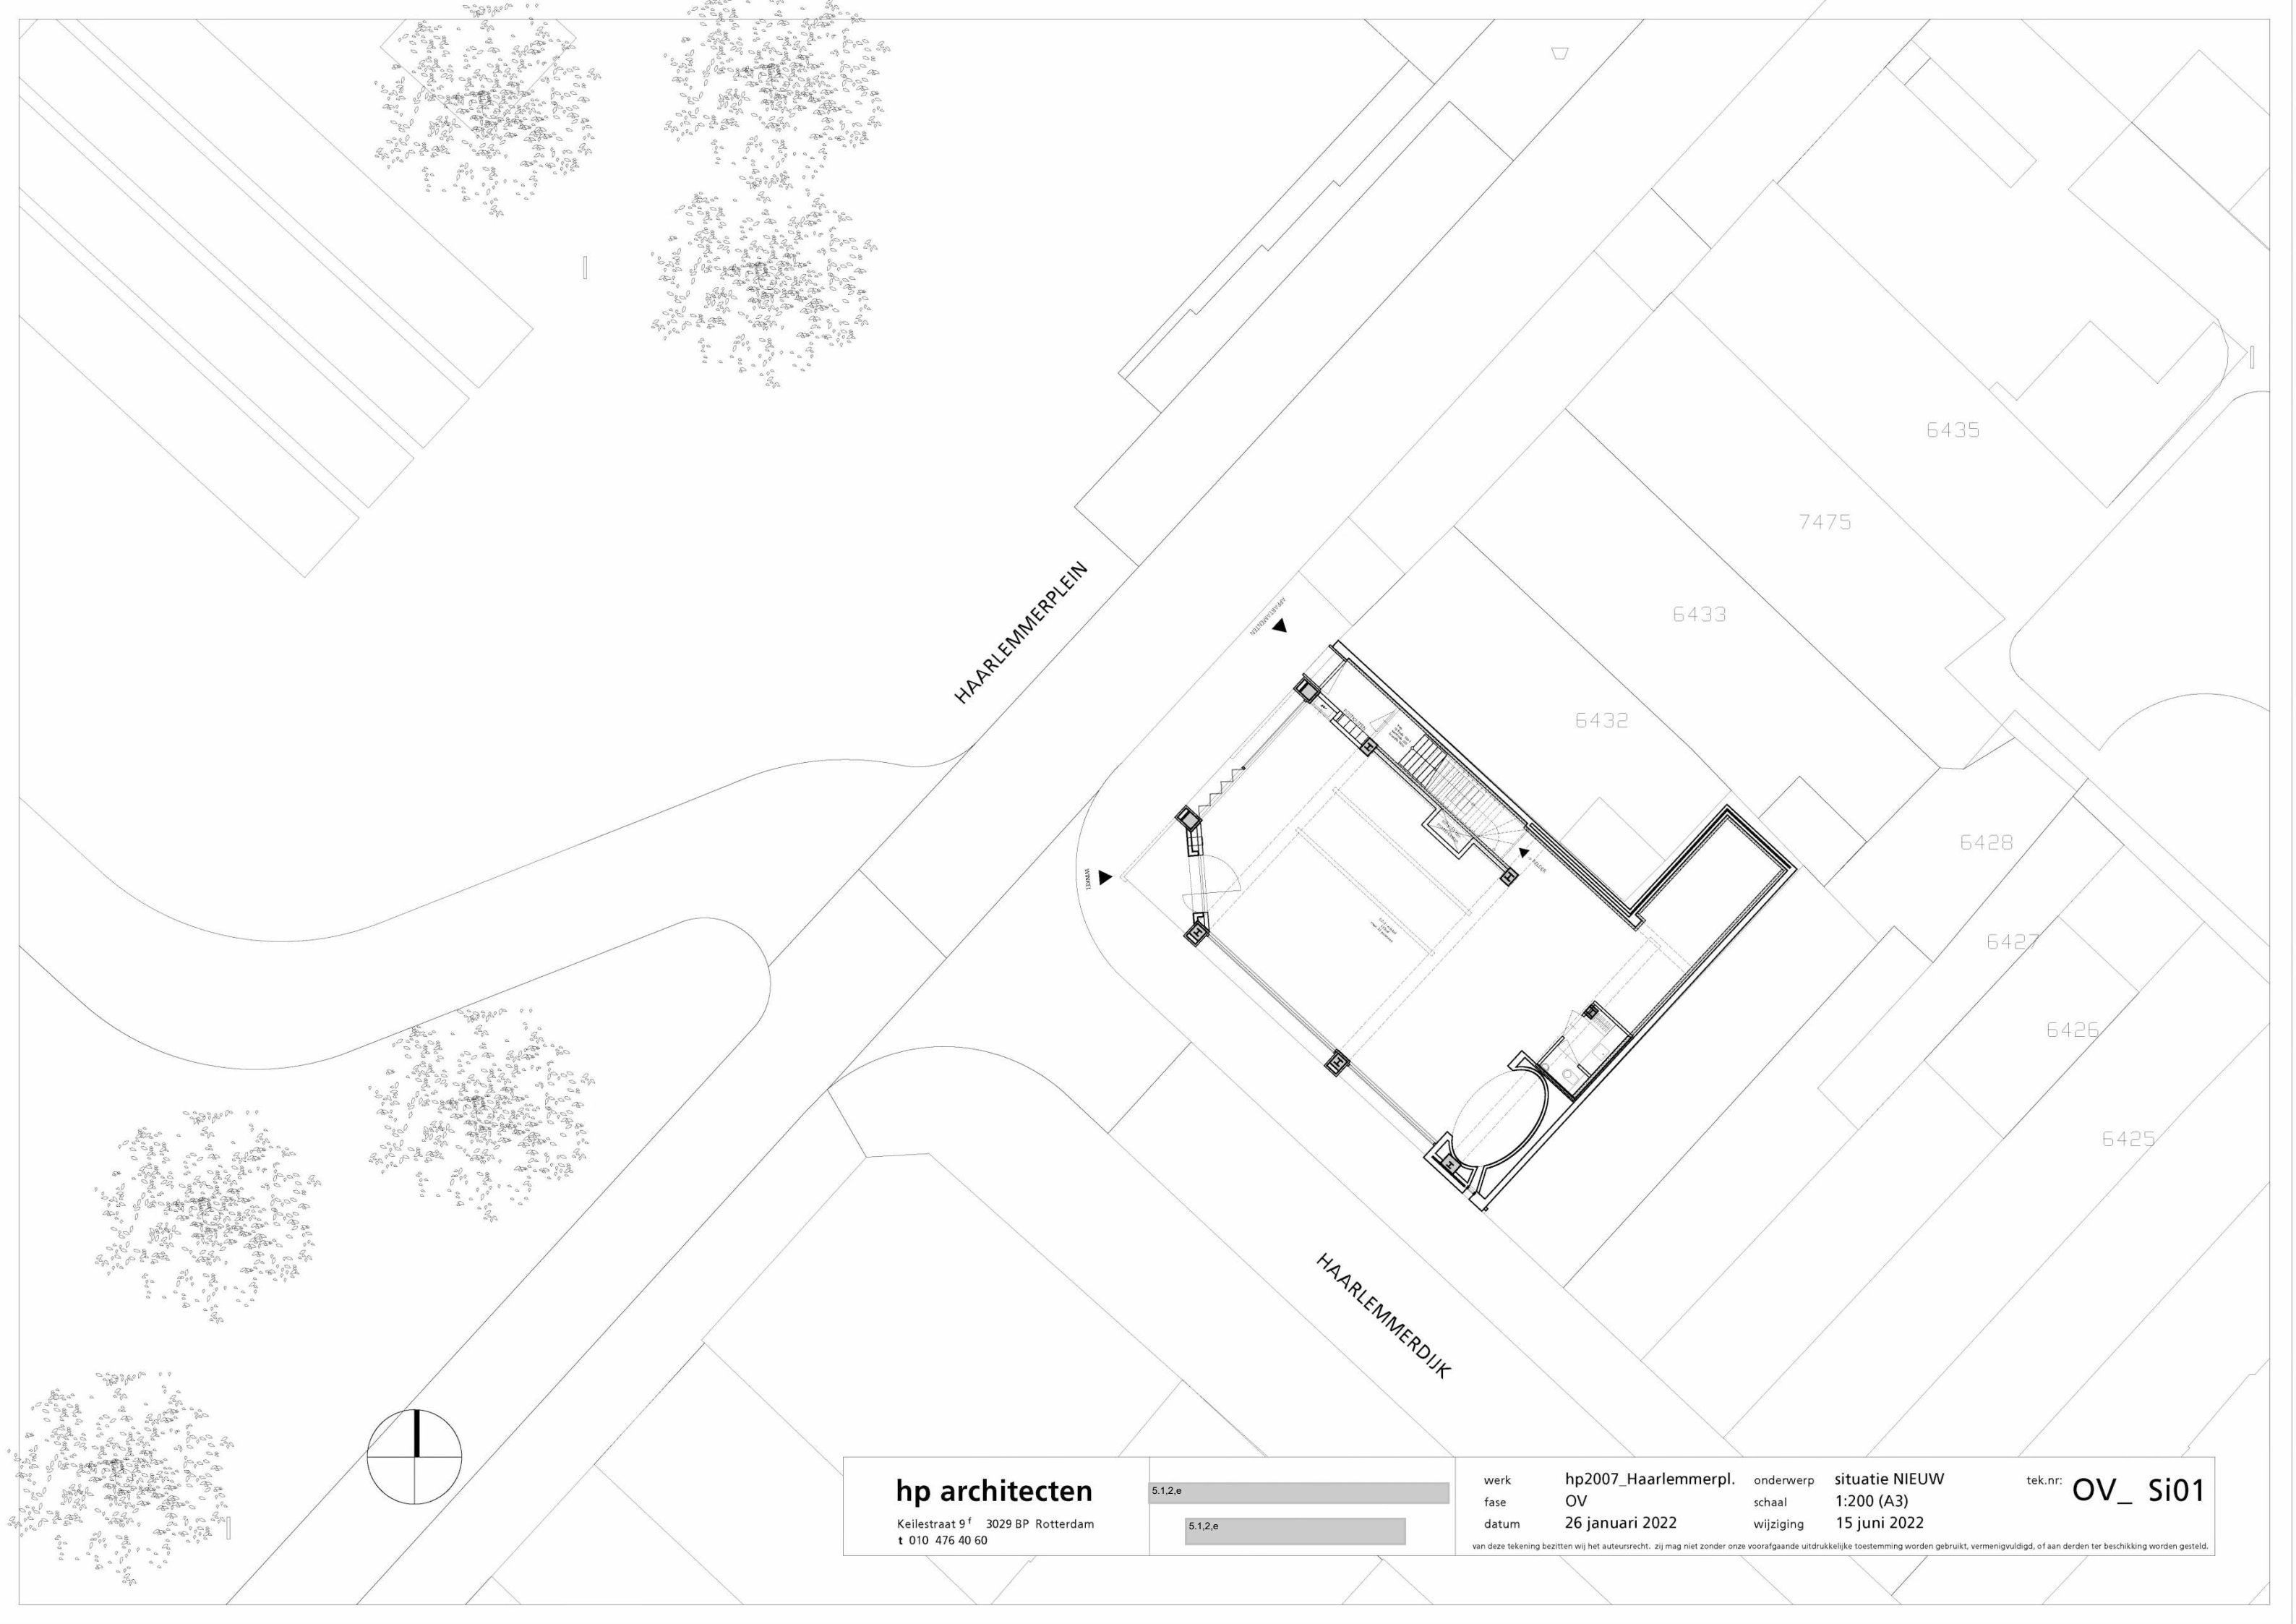 HAARLEMMERPLEIN
APPARTEMENTEN
WINKEL
6435
7475
6433
6432
6428
6427
6426
6425
HAARLEMMERDIJK
hp architecten
Keilestraat 9 f 3029 BP Rotterdam
t 010 476 40 60
5.1,2,e
5.1,2,e
werk hp2007_Haarlemmerpl. onderwerp situatie NIEUW tek.nr: OV_ Si01
fase OV schaal 1:200 (A3)
datum 26 januari 2022 wijziging 15 juni 2022
van deze tekening bezitten wij het auteursrecht. zij mag niet zonder onze voorafgaande uitdrukkelijke toestemming worden gebruikt, vermenigvuldigd, of aan derden ter beschikking worden gesteld.